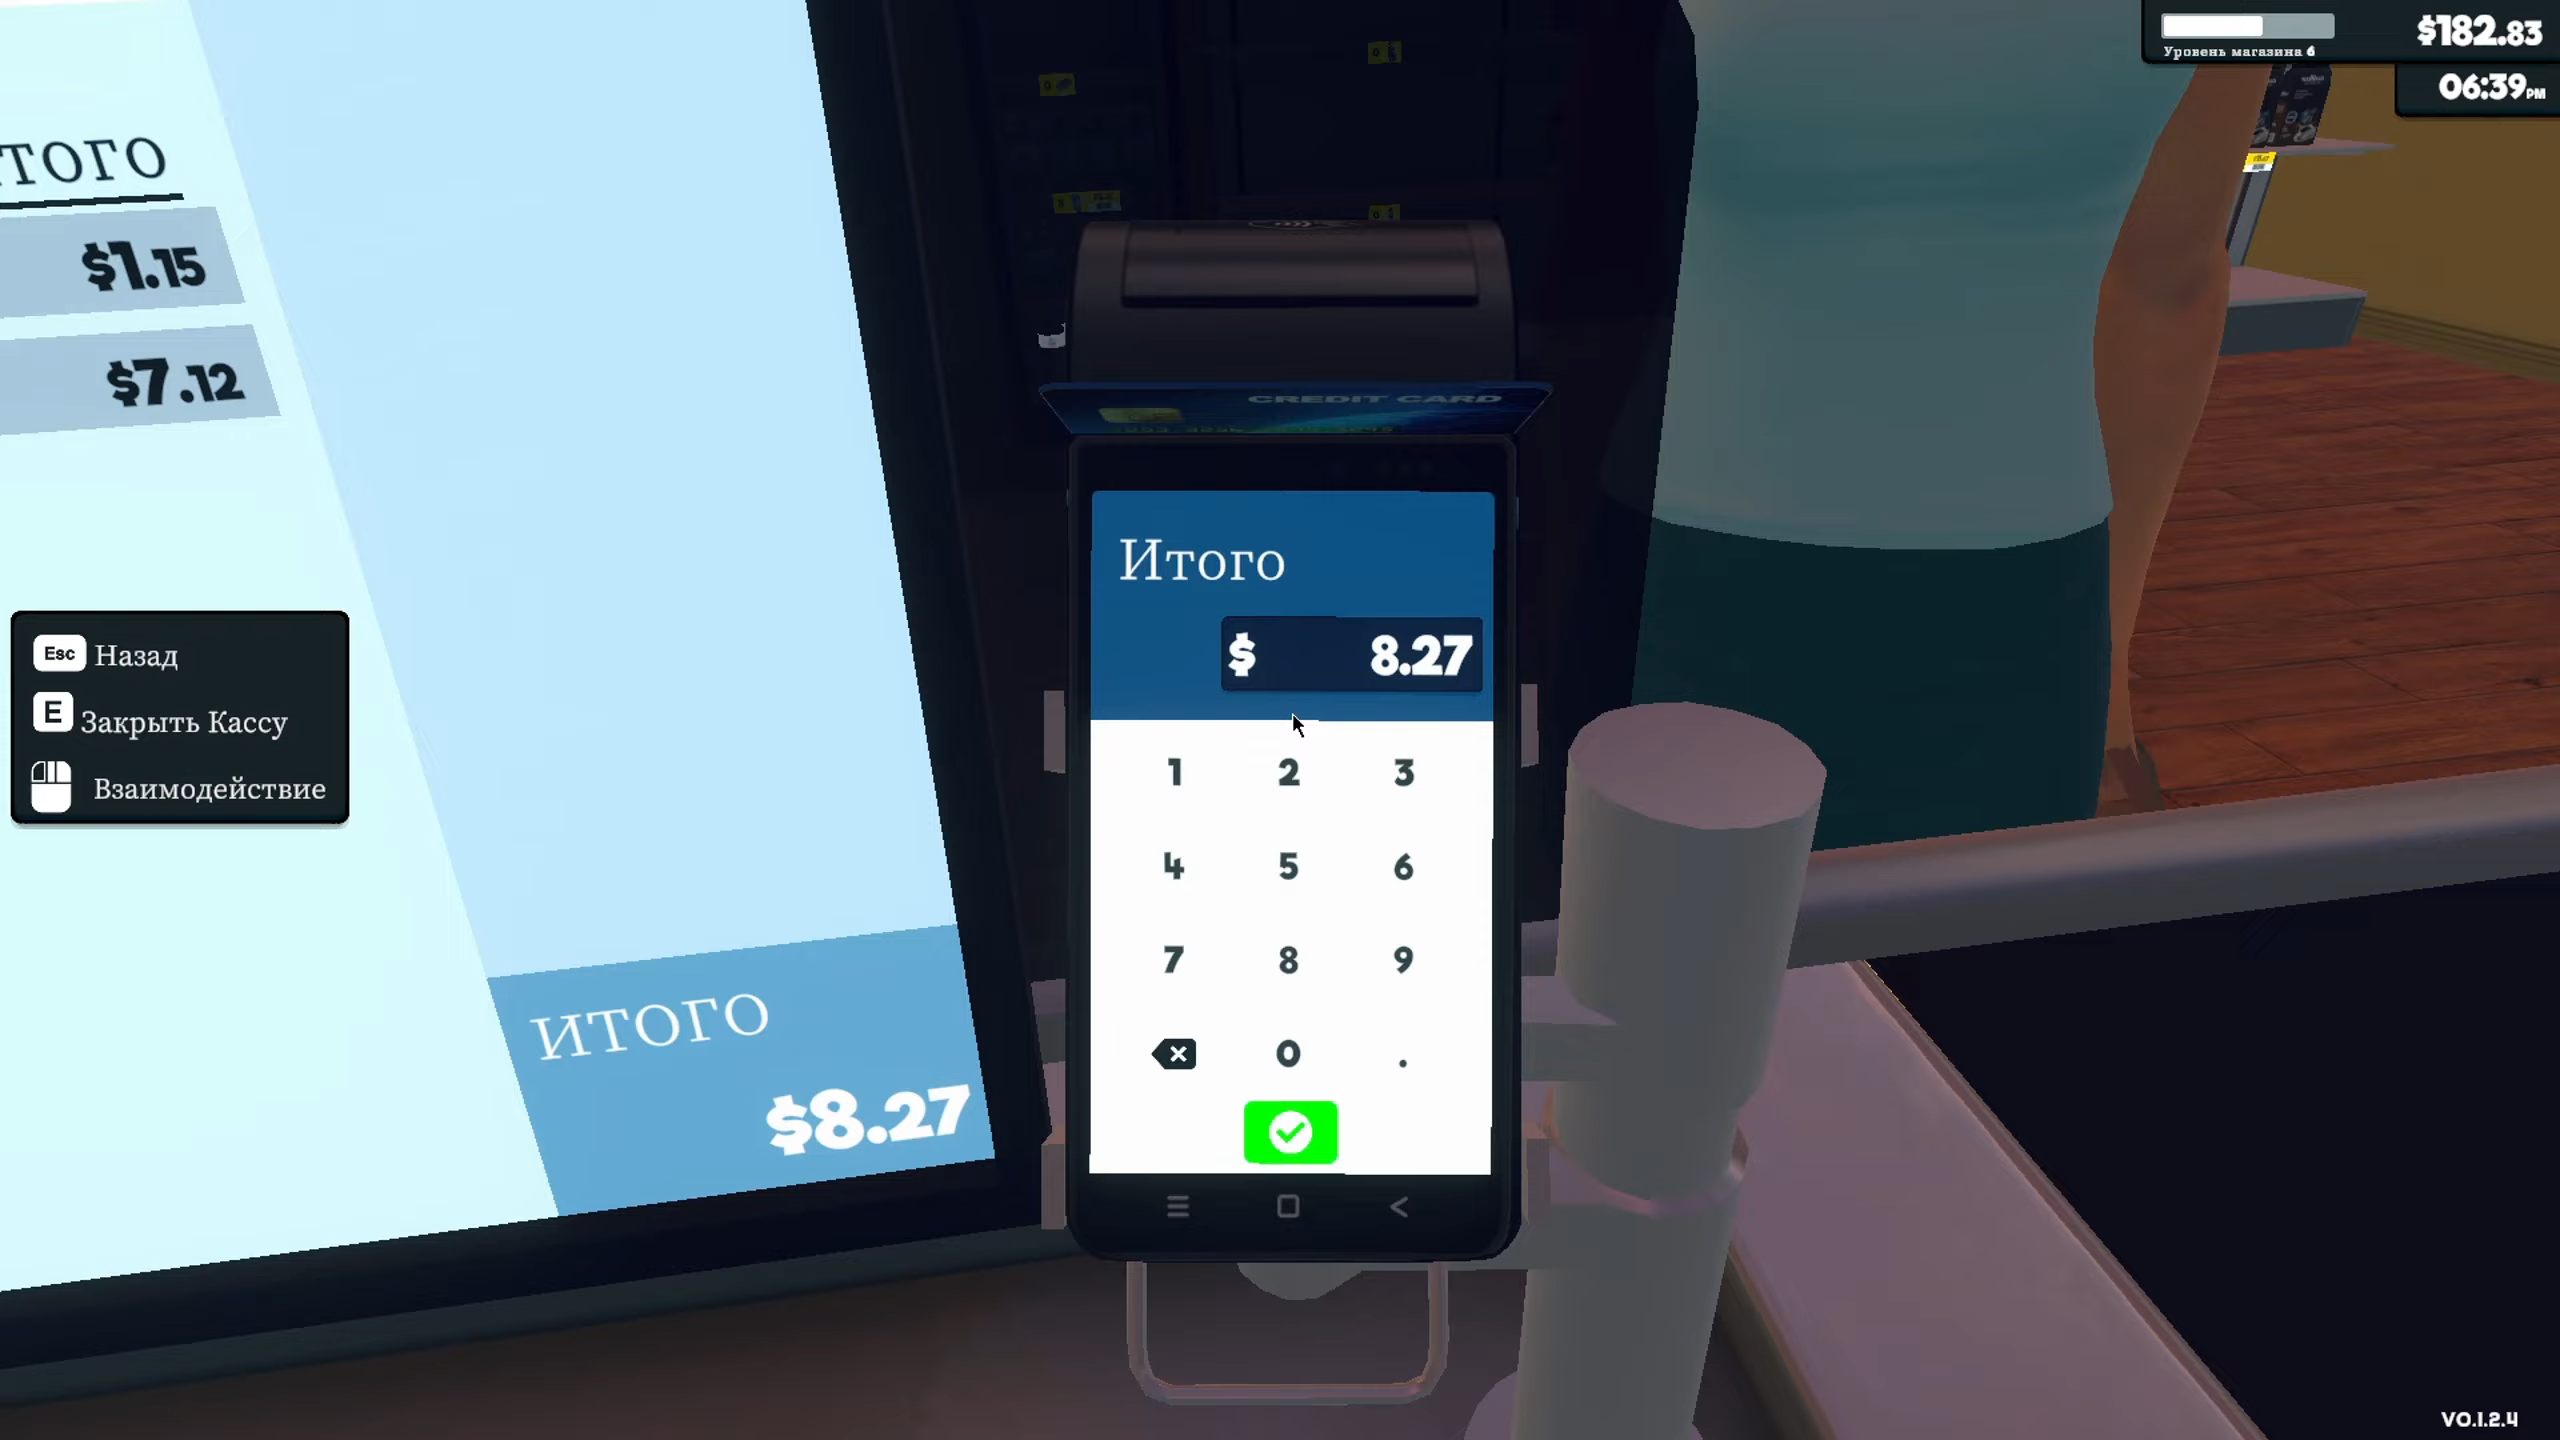 $182.83
Уровень магазина 6
06:39PM
ТОГО
$1.15
$7.12
CREDIT CARD
Итого
$ 8.27
Esc Назад
E Закрыть Кассу
Взаимодействие
1 2 3
4 5 6
7 8 9
0 .
ИТОГО
$8.27
V0.1.2.4